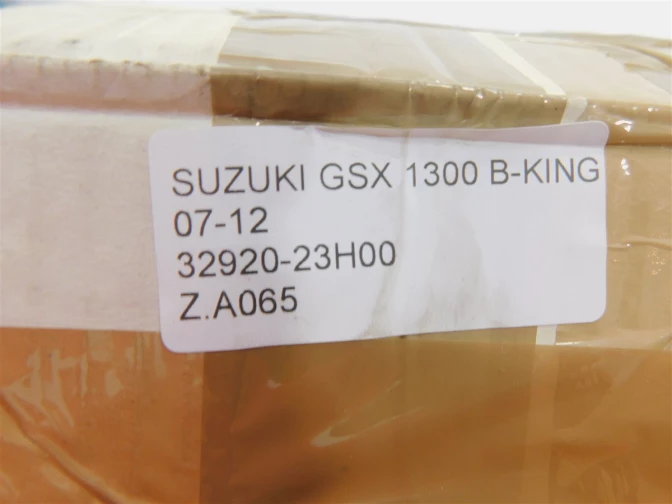 SUZUKI GSX 1300 B-KING
07-12
32920-23H00
Z.A065